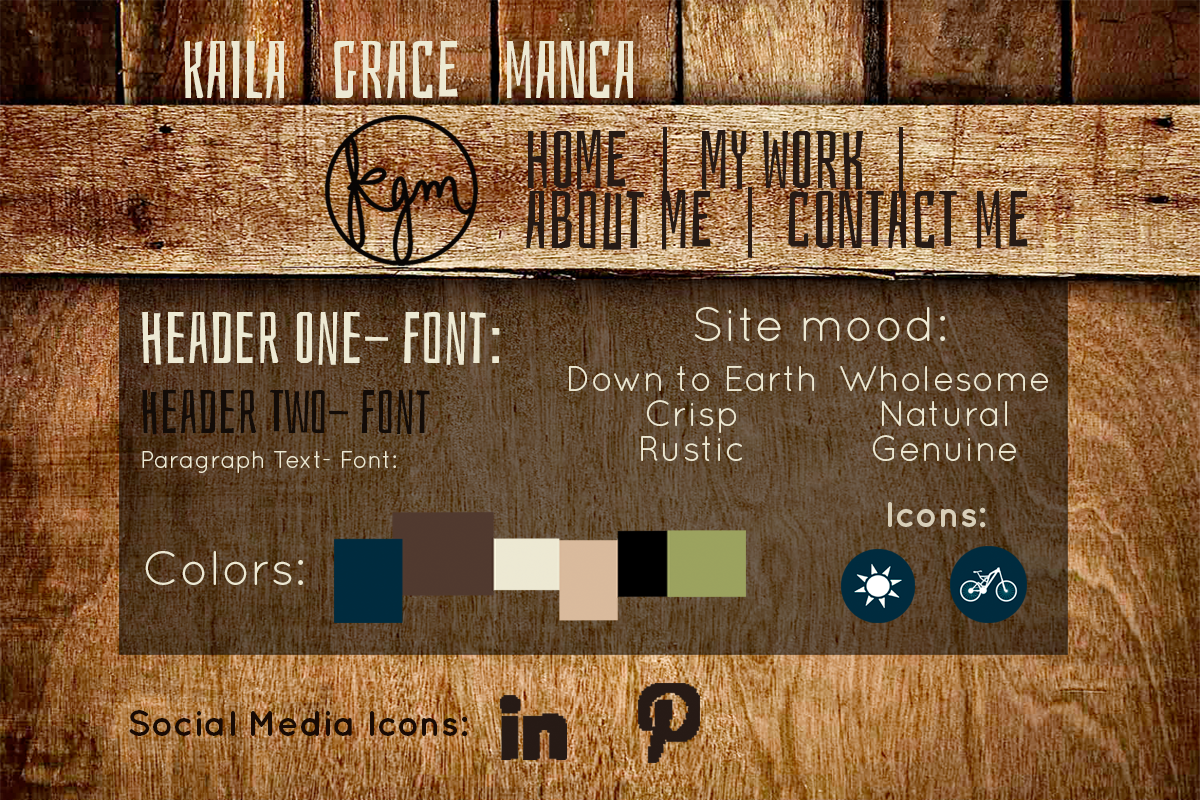 KAILA GRACE MANCA
kgm
HOME | MY WORK |
ABOUT ME | CONTACT ME
HEADER ONE- FONT:
HEADER TWO- FONT
Paragraph Text- Font:
Site mood:
Down to Earth
Crisp
Rustic
Wholesome
Natural
Genuine
Colors:
Icons:
Social Media Icons:
in